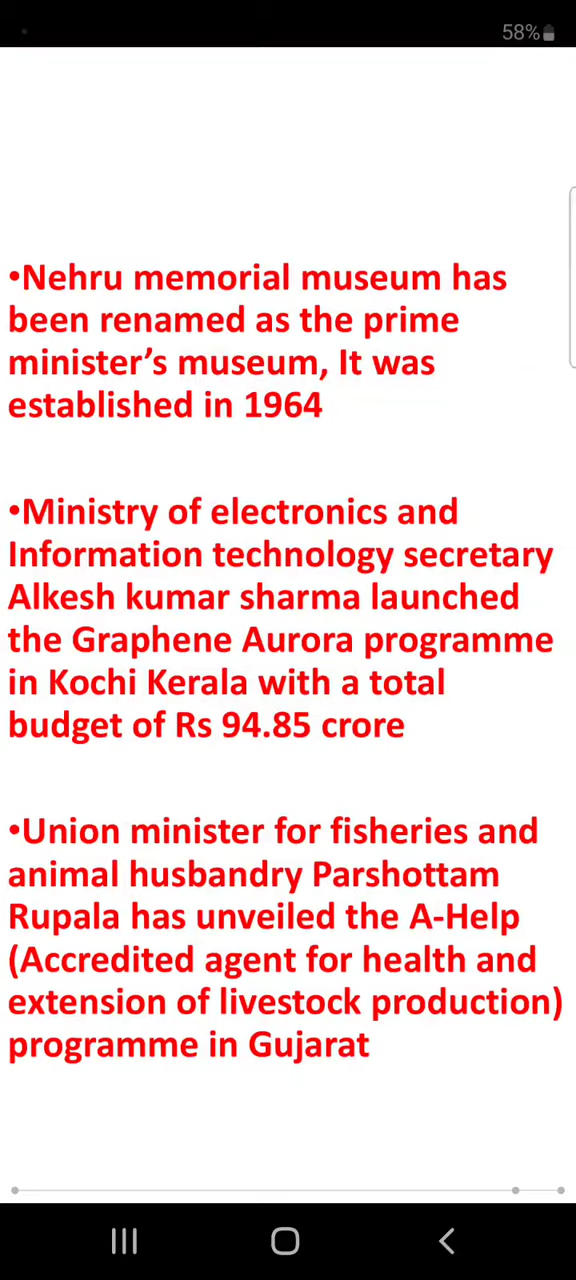 58%
•Nehru memorial museum has
been renamed as the prime
minister’s museum, It was
established in 1964
•Ministry of electronics and
Information technology secretary
Alkesh kumar sharma launched
the Graphene Aurora programme
in Kochi Kerala with a total
budget of Rs 94.85 crore
•Union minister for fisheries and
animal husbandry Parshottam
Rupala has unveiled the A-Help
(Accredited agent for health and
extension of livestock production)
programme in Gujarat